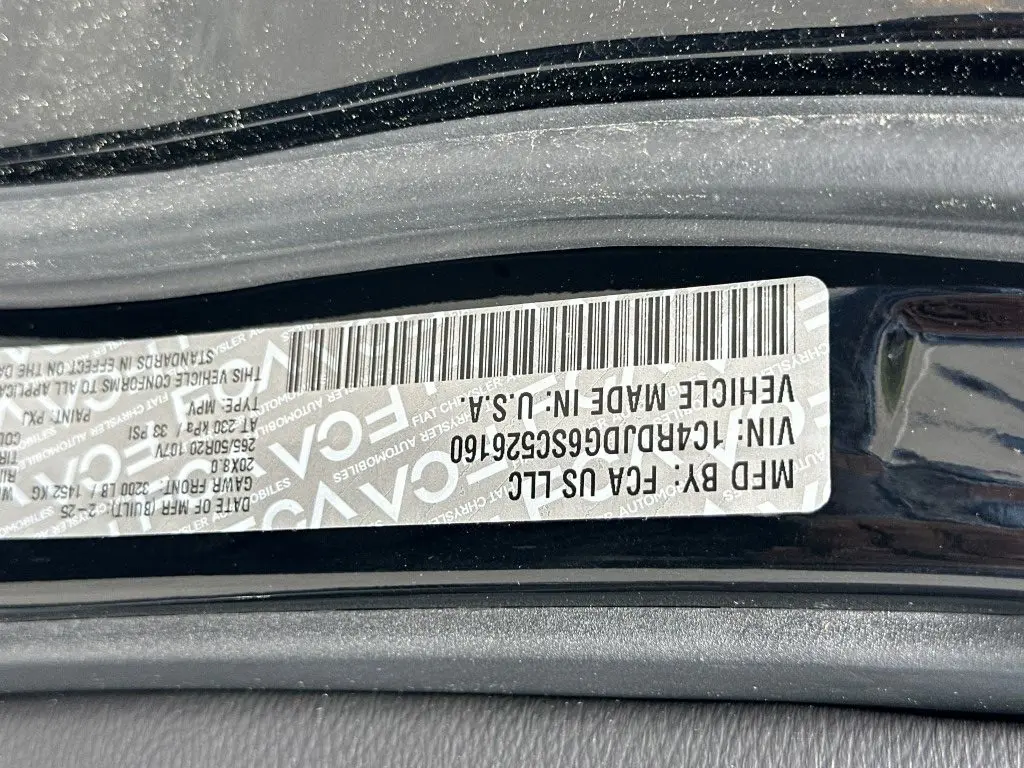 MFD BY: FCA US LLC
VIN: 1C4RDJDG6SC526160
VEHICLE MADE IN: U.S.A.
DATE OF MFR (BUILT): 2-25
GAWR FRONT: 3200 LB / 1452 KG
20X8.0
265/50R20 107V
AT 230 kPa / 33 PSI
TYPE: MPV
PAINT: PXJ
THIS VEHICLE CONFORMS TO ALL
STANDARDS IN EFFECT ON THE